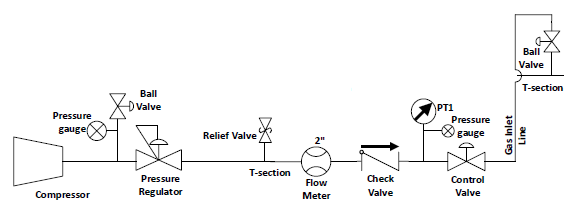 Ball
Valve
Pressure
gauge
Compressor
Pressure
Regulator
Relief Valve
T-section
2"
Flow
Meter
Check
Valve
PT1
Pressure
gauge
Control
Valve
Gas Inlet
Line
Ball
Valve
T-section